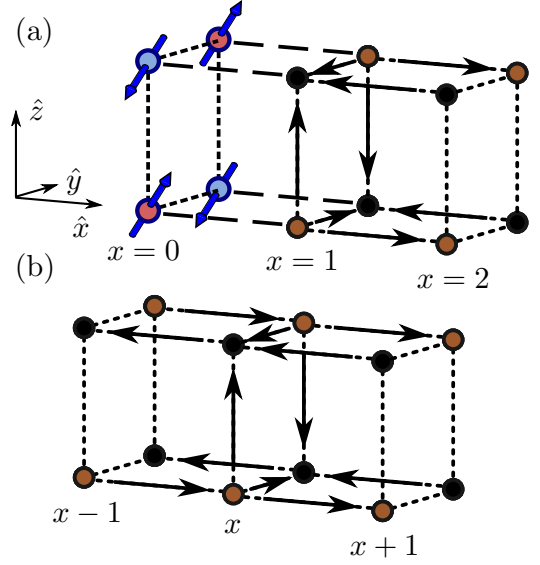 (a)
ẑ
ŷ
x̂
x = 0
x = 1
x = 2
(b)
x − 1
x
x + 1